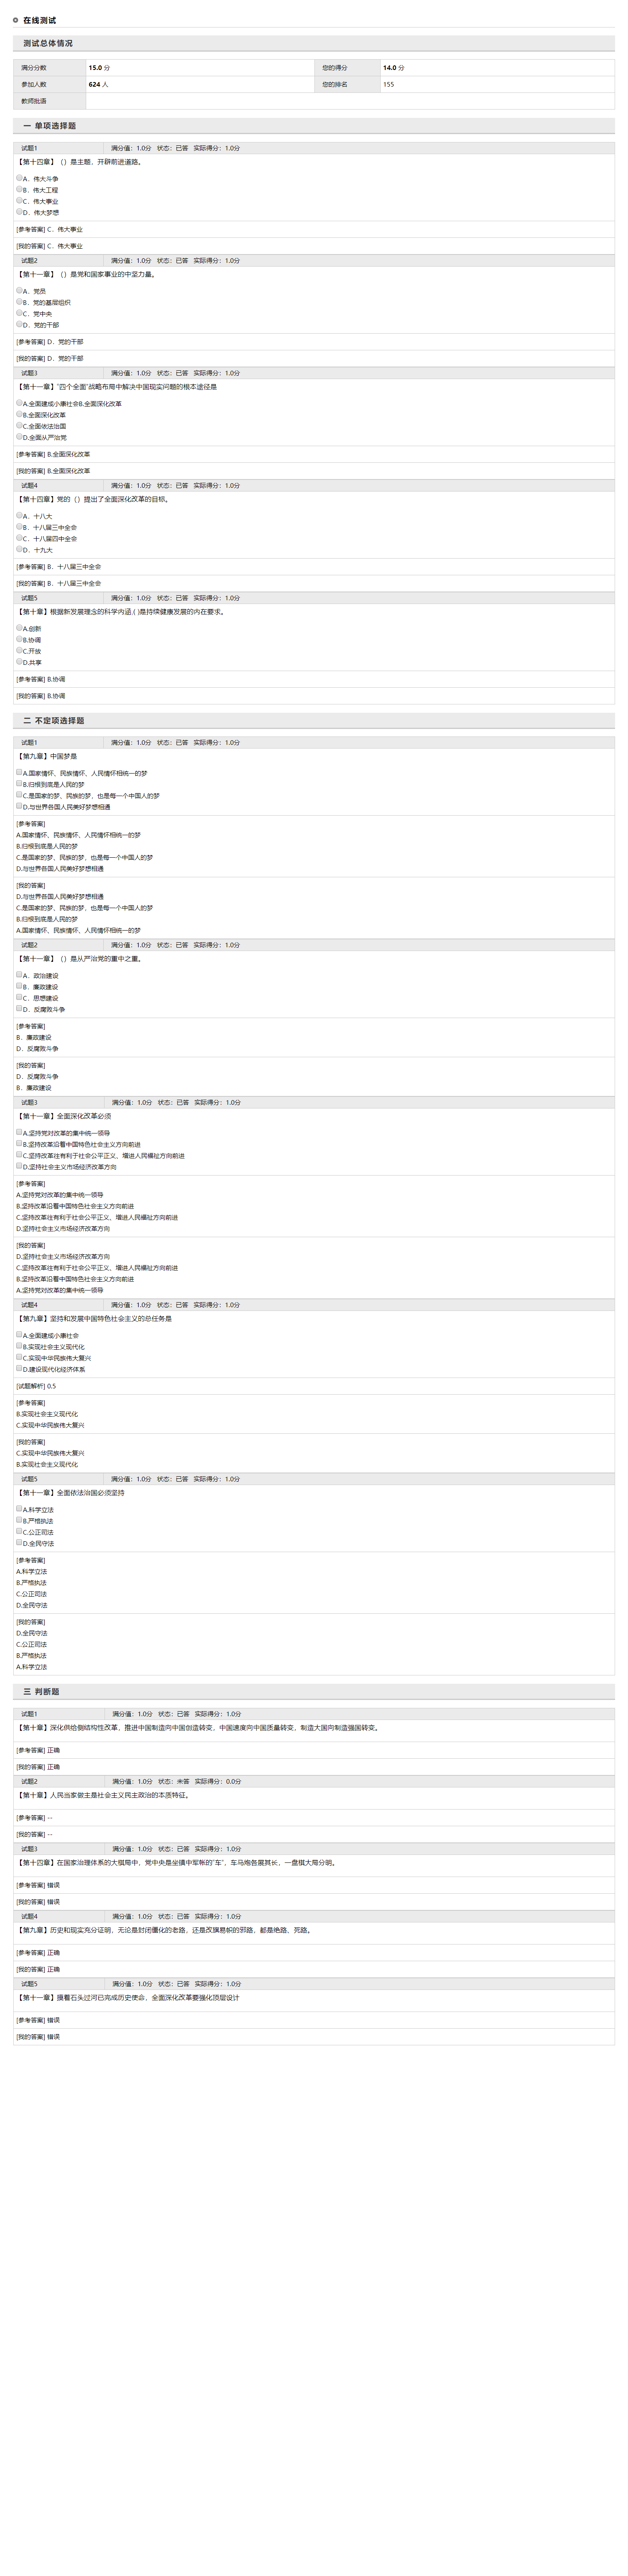 在线测试
测试总体情况
满分分数 15.0 分 您的得分 14.0 分
参加人数 624 人 您的排名 155
教师批语
一 单项选择题
试题1 满分值：1.0分 状态：已答 实际得分：1.0分
【第十四章】（）是主题，开辟前进道路。
A．伟大斗争
B．伟大工程
C．伟大事业
D．伟大梦想
[参考答案] C．伟大事业
[我的答案] C．伟大事业
试题2 满分值：1.0分 状态：已答 实际得分：1.0分
【第十一章】（）是党和国家事业的中坚力量。
A．党员
B．党的基层组织
C．党中央
D．党的干部
[参考答案] D．党的干部
[我的答案] D．党的干部
试题3 满分值：1.0分 状态：已答 实际得分：1.0分
【第十一章】“四个全面”战略布局中解决中国现实问题的根本途径是
A.全面建成小康社会B.全面深化改革
B.全面深化改革
C.全面依法治国
D.全面从严治党
[参考答案] B.全面深化改革
[我的答案] B.全面深化改革
试题4 满分值：1.0分 状态：已答 实际得分：1.0分
【第十四章】党的（）提出了全面深化改革的目标。
A．十八大
B．十八届三中全会
C．十八届四中全会
D．十九大
[参考答案] B．十八届三中全会
[我的答案] B．十八届三中全会
试题5 满分值：1.0分 状态：已答 实际得分：1.0分
【第十章】根据新发展理念的科学内涵,( )是持续健康发展的内在要求。
A.创新
B.协调
C.开放
D.共享
[参考答案] B.协调
[我的答案] B.协调
二 不定项选择题
试题1 满分值：1.0分 状态：已答 实际得分：1.0分
【第九章】中国梦是
A.国家情怀、民族情怀、人民情怀相统一的梦
B.归根到底是人民的梦
C.是国家的梦，民族的梦，也是每一个中国人的梦
D.与世界各国人民美好梦想相通
[参考答案]
A.国家情怀、民族情怀、人民情怀相统一的梦
B.归根到底是人民的梦
C.是国家的梦，民族的梦，也是每一个中国人的梦
D.与世界各国人民美好梦想相通
[我的答案]
D.与世界各国人民美好梦想相通
C.是国家的梦，民族的梦，也是每一个中国人的梦
B.归根到底是人民的梦
A.国家情怀、民族情怀、人民情怀相统一的梦
试题2 满分值：1.0分 状态：已答 实际得分：1.0分
【第十一章】（）是从严治党的重中之重。
A．政治建设
B．廉政建设
C．思想建设
D．反腐败斗争
[参考答案]
B．廉政建设
D．反腐败斗争
[我的答案]
D．反腐败斗争
B．廉政建设
试题3 满分值：1.0分 状态：已答 实际得分：1.0分
【第十一章】全面深化改革必须
A.坚持党对改革的集中统一领导
B.坚持改革沿着中国特色社会主义方向前进
C.坚持改革往有利于社会公平正义、增进人民福祉方向前进
D.坚持社会主义市场经济改革方向
[参考答案]
A.坚持党对改革的集中统一领导
B.坚持改革沿着中国特色社会主义方向前进
C.坚持改革往有利于社会公平正义、增进人民福祉方向前进
D.坚持社会主义市场经济改革方向
[我的答案]
D.坚持社会主义市场经济改革方向
C.坚持改革往有利于社会公平正义、增进人民福祉方向前进
B.坚持改革沿着中国特色社会主义方向前进
A.坚持党对改革的集中统一领导
试题4 满分值：1.0分 状态：已答 实际得分：1.0分
【第九章】坚持和发展中国特色社会主义的总任务是
A.全面建成小康社会
B.实现社会主义现代化
C.实现中华民族伟大复兴
D.建设现代化经济体系
[试题解析] 0.5
[参考答案]
B.实现社会主义现代化
C.实现中华民族伟大复兴
[我的答案]
C.实现中华民族伟大复兴
B.实现社会主义现代化
试题5 满分值：1.0分 状态：已答 实际得分：1.0分
【第十一章】全面依法治国必须坚持
A.科学立法
B.严格执法
C.公正司法
D.全民守法
[参考答案]
A.科学立法
B.严格执法
C.公正司法
D.全民守法
[我的答案]
D.全民守法
C.公正司法
B.严格执法
A.科学立法
三 判断题
试题1 满分值：1.0分 状态：已答 实际得分：1.0分
【第十章】深化供给侧结构性改革，推进中国制造向中国创造转变，中国速度向中国质量转变，制造大国向制造强国转变。
[参考答案] 正确
[我的答案] 正确
试题2 满分值：1.0分 状态：未答 实际得分：0.0分
【第十章】人民当家做主是社会主义民主政治的本质特征。
[参考答案] --
[我的答案] --
试题3 满分值：1.0分 状态：已答 实际得分：1.0分
【第十四章】在国家治理体系的大棋局中，党中央是坐镇中军帐的“车”，车马炮各展其长，一盘棋大局分明。
[参考答案] 错误
[我的答案] 错误
试题4 满分值：1.0分 状态：已答 实际得分：1.0分
【第九章】历史和现实充分证明，无论是封闭僵化的老路，还是改旗易帜的邪路，都是绝路、死路。
[参考答案] 正确
[我的答案] 正确
试题5 满分值：1.0分 状态：已答 实际得分：1.0分
【第十一章】摸着石头过河已完成历史使命，全面深化改革要强化顶层设计
[参考答案] 错误
[我的答案] 错误